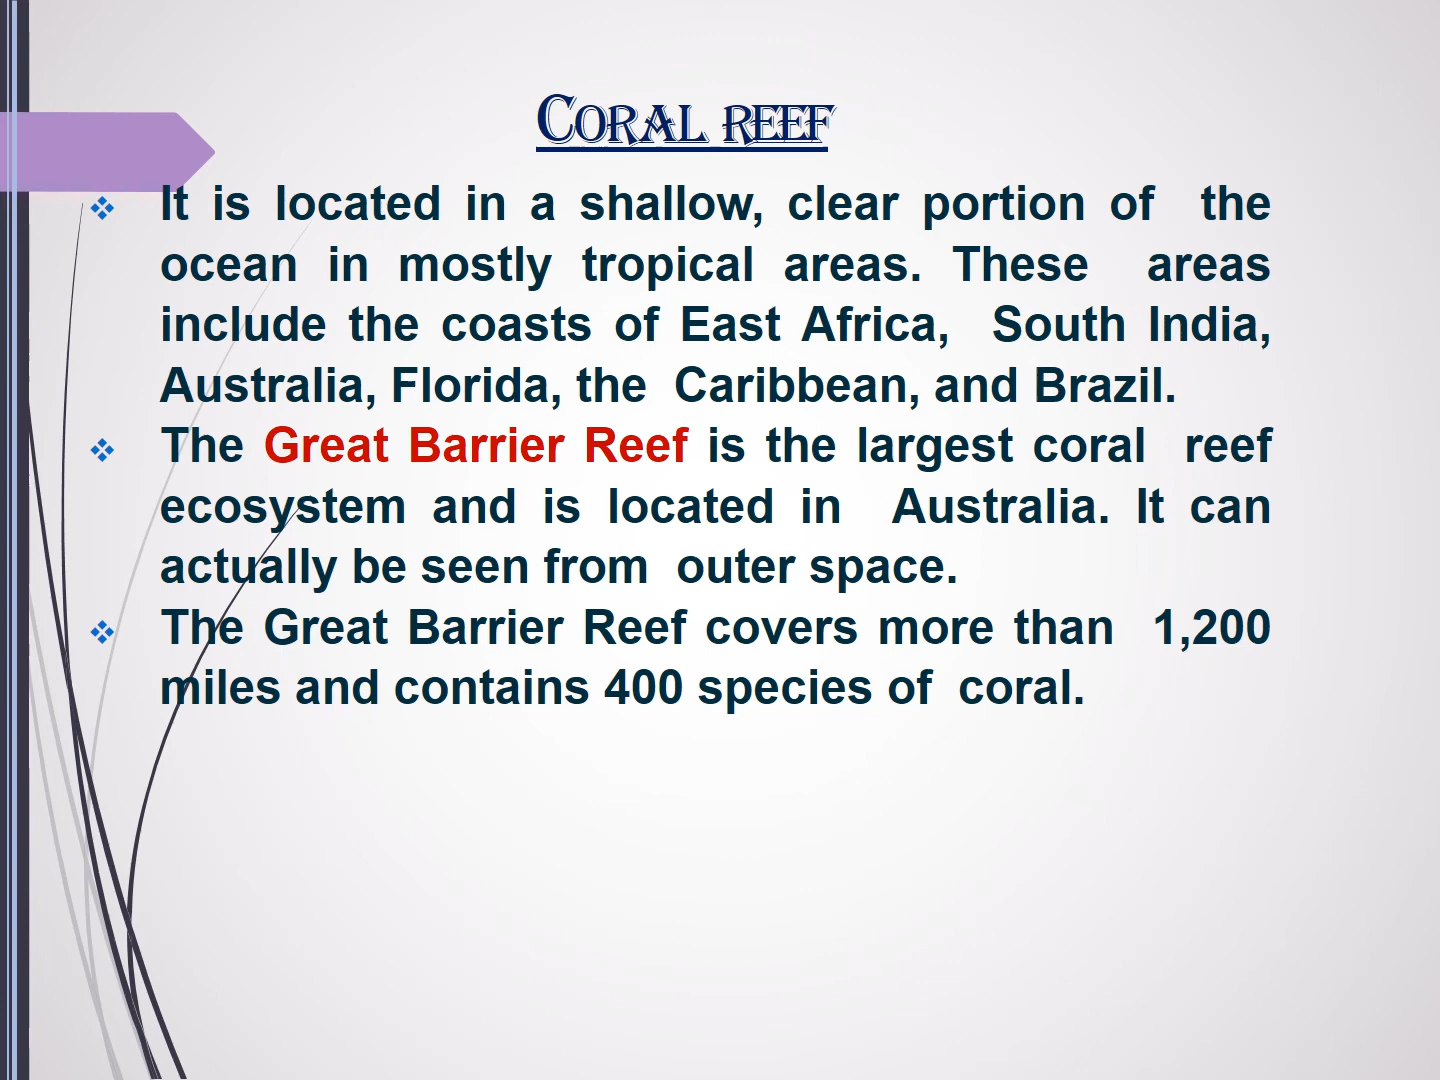 Coral reef
❖ It is located in a shallow, clear portion of the
ocean in mostly tropical areas. These areas
include the coasts of East Africa, South India,
Australia, Florida, the Caribbean, and Brazil.
❖ The Great Barrier Reef is the largest coral reef
ecosystem and is located in Australia. It can
actually be seen from outer space.
❖ The Great Barrier Reef covers more than 1,200
miles and contains 400 species of coral.